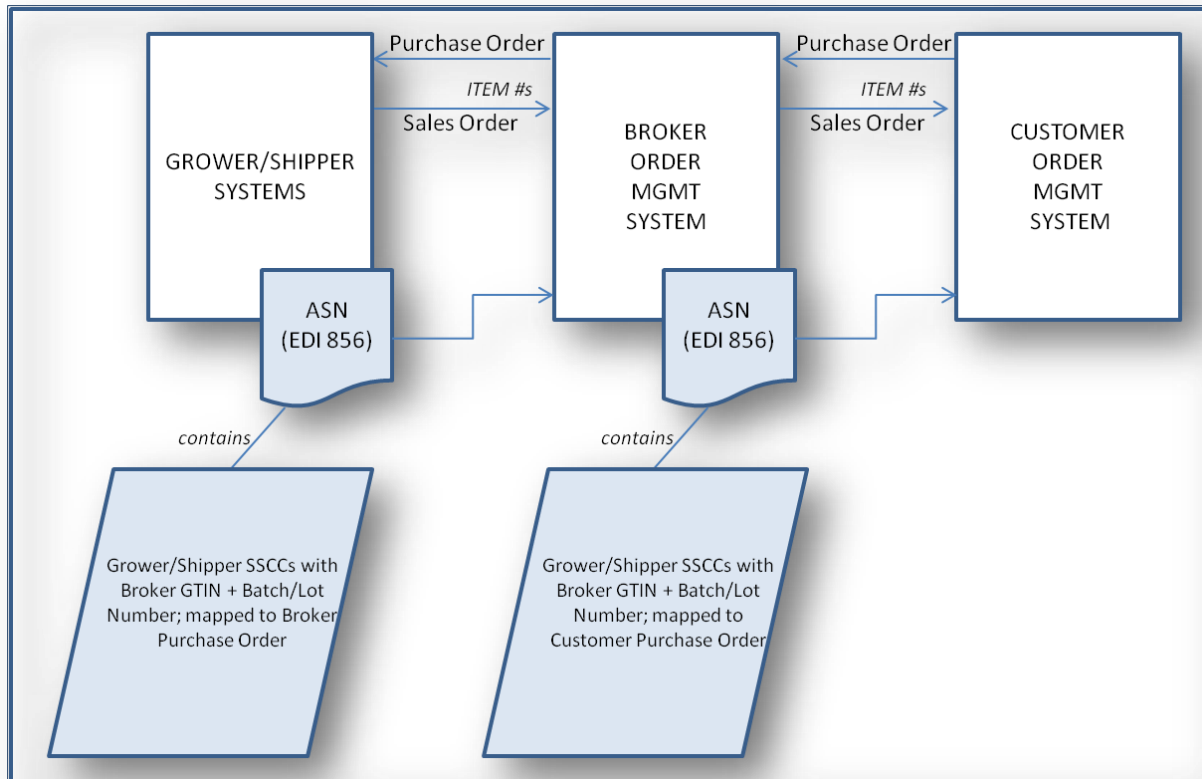 Purchase Order
Purchase Order
ITEM #s
ITEM #s
Sales Order
Sales Order
GROWER/SHIPPER
SYSTEMS
BROKER
ORDER
MGMT
SYSTEM
CUSTOMER
ORDER
MGMT
SYSTEM
ASN
(EDI 856)
ASN
(EDI 856)
contains
contains
Grower/Shipper SSCCs with
Broker GTIN + Batch/Lot
Number; mapped to Broker
Purchase Order
Grower/Shipper SSCCs with
Broker GTIN + Batch/Lot
Number; mapped to
Customer Purchase Order